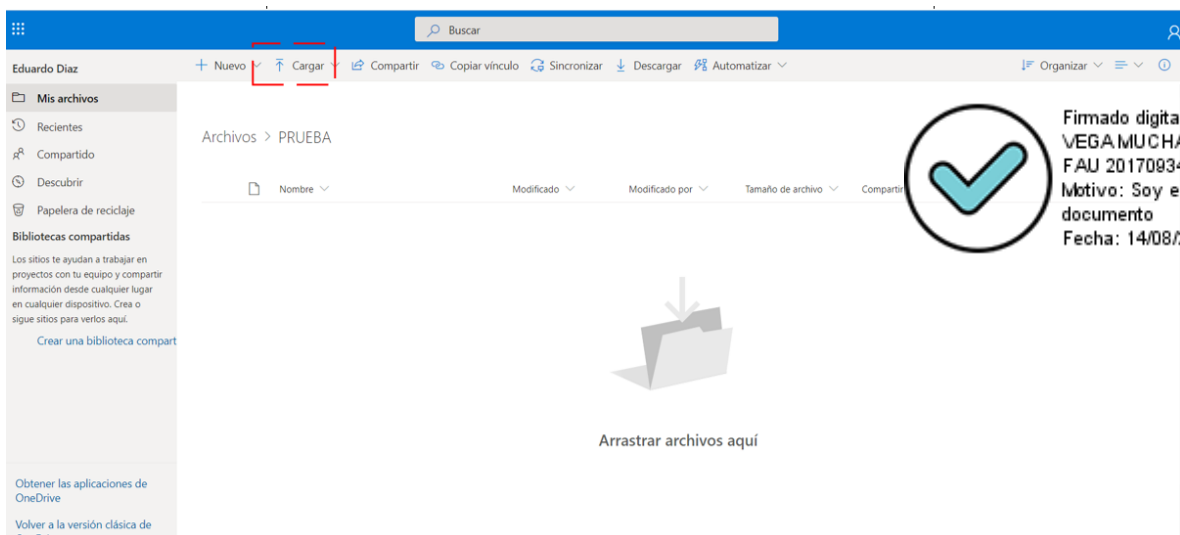 Buscar
Eduardo Diaz
Nuevo Cargar Compartir Copiar vínculo Sincronizar Descargar Automatizar Organizar
Mis archivos
Recientes
Compartido
Descubrir
Papelera de reciclaje
Bibliotecas compartidas
Los sitios te ayudan a trabajar en
proyectos con tu equipo y compartir
información desde cualquier lugar
en cualquier dispositivo. Crea o
sigue sitios para verlos aquí.
Crear una biblioteca compart
Obtener las aplicaciones de
OneDrive
Volver a la versión clásica de
Archivos > PRUEBA
Nombre Modificado Modificado por Tamaño de archivo Compartir
Arrastrar archivos aquí
Firmado digita
VEGA MUCHA
FAU 20170934
Motivo: Soy e
documento
Fecha: 14/08/